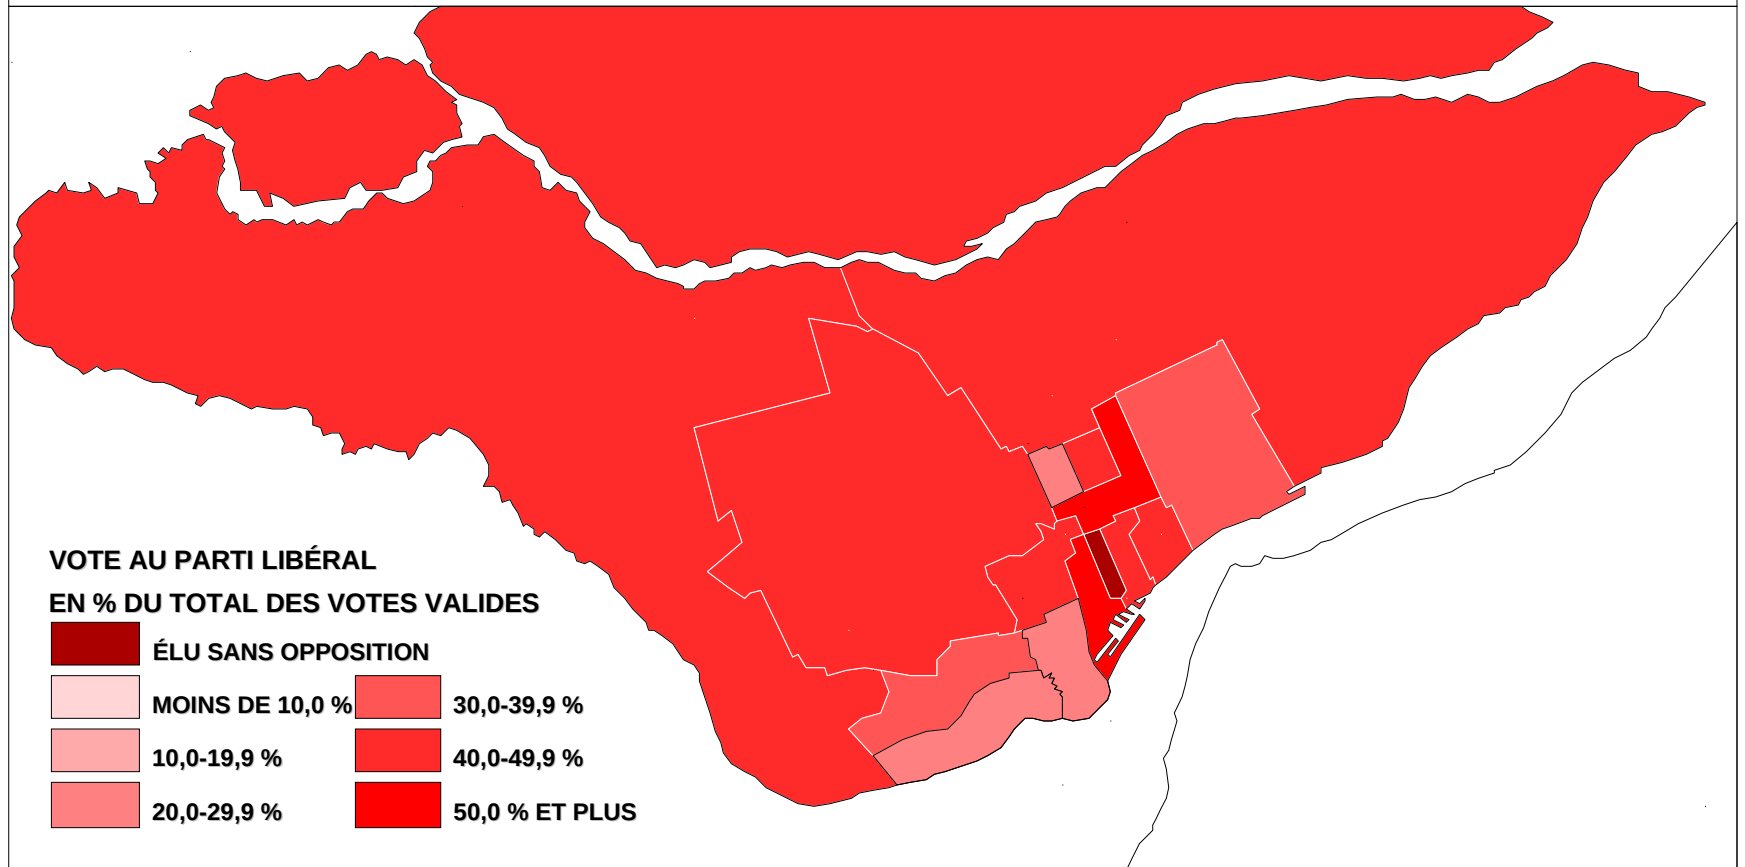 VOTE AU PARTI LIBÉRAL
EN % DU TOTAL DES VOTES VALIDES
ÉLU SANS OPPOSITION
MOINS DE 10,0 %
30,0-39,9 %
10,0-19,9 %
40,0-49,9 %
20,0-29,9 %
50,0 % ET PLUS